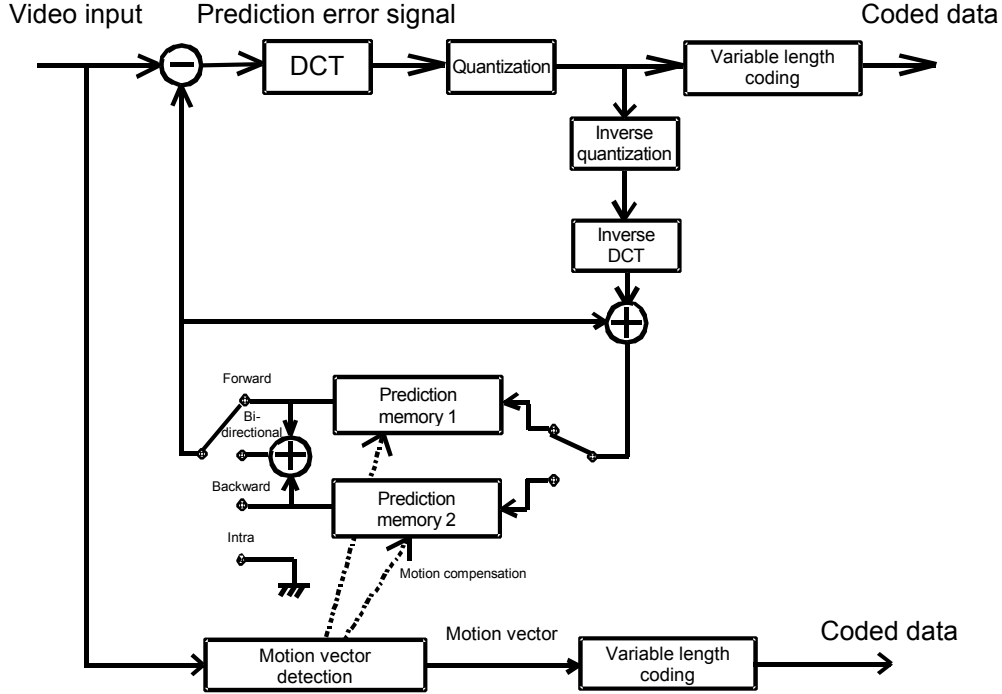 Video input
Prediction error signal
Coded data
DCT
Quantization
Variable length
coding
Inverse
quantization
Inverse
DCT
Forward
Bi-
directional
Backward
Intra
Prediction
memory 1
Prediction
memory 2
Motion compensation
Motion vector
detection
Motion vector
Variable length
coding
Coded data